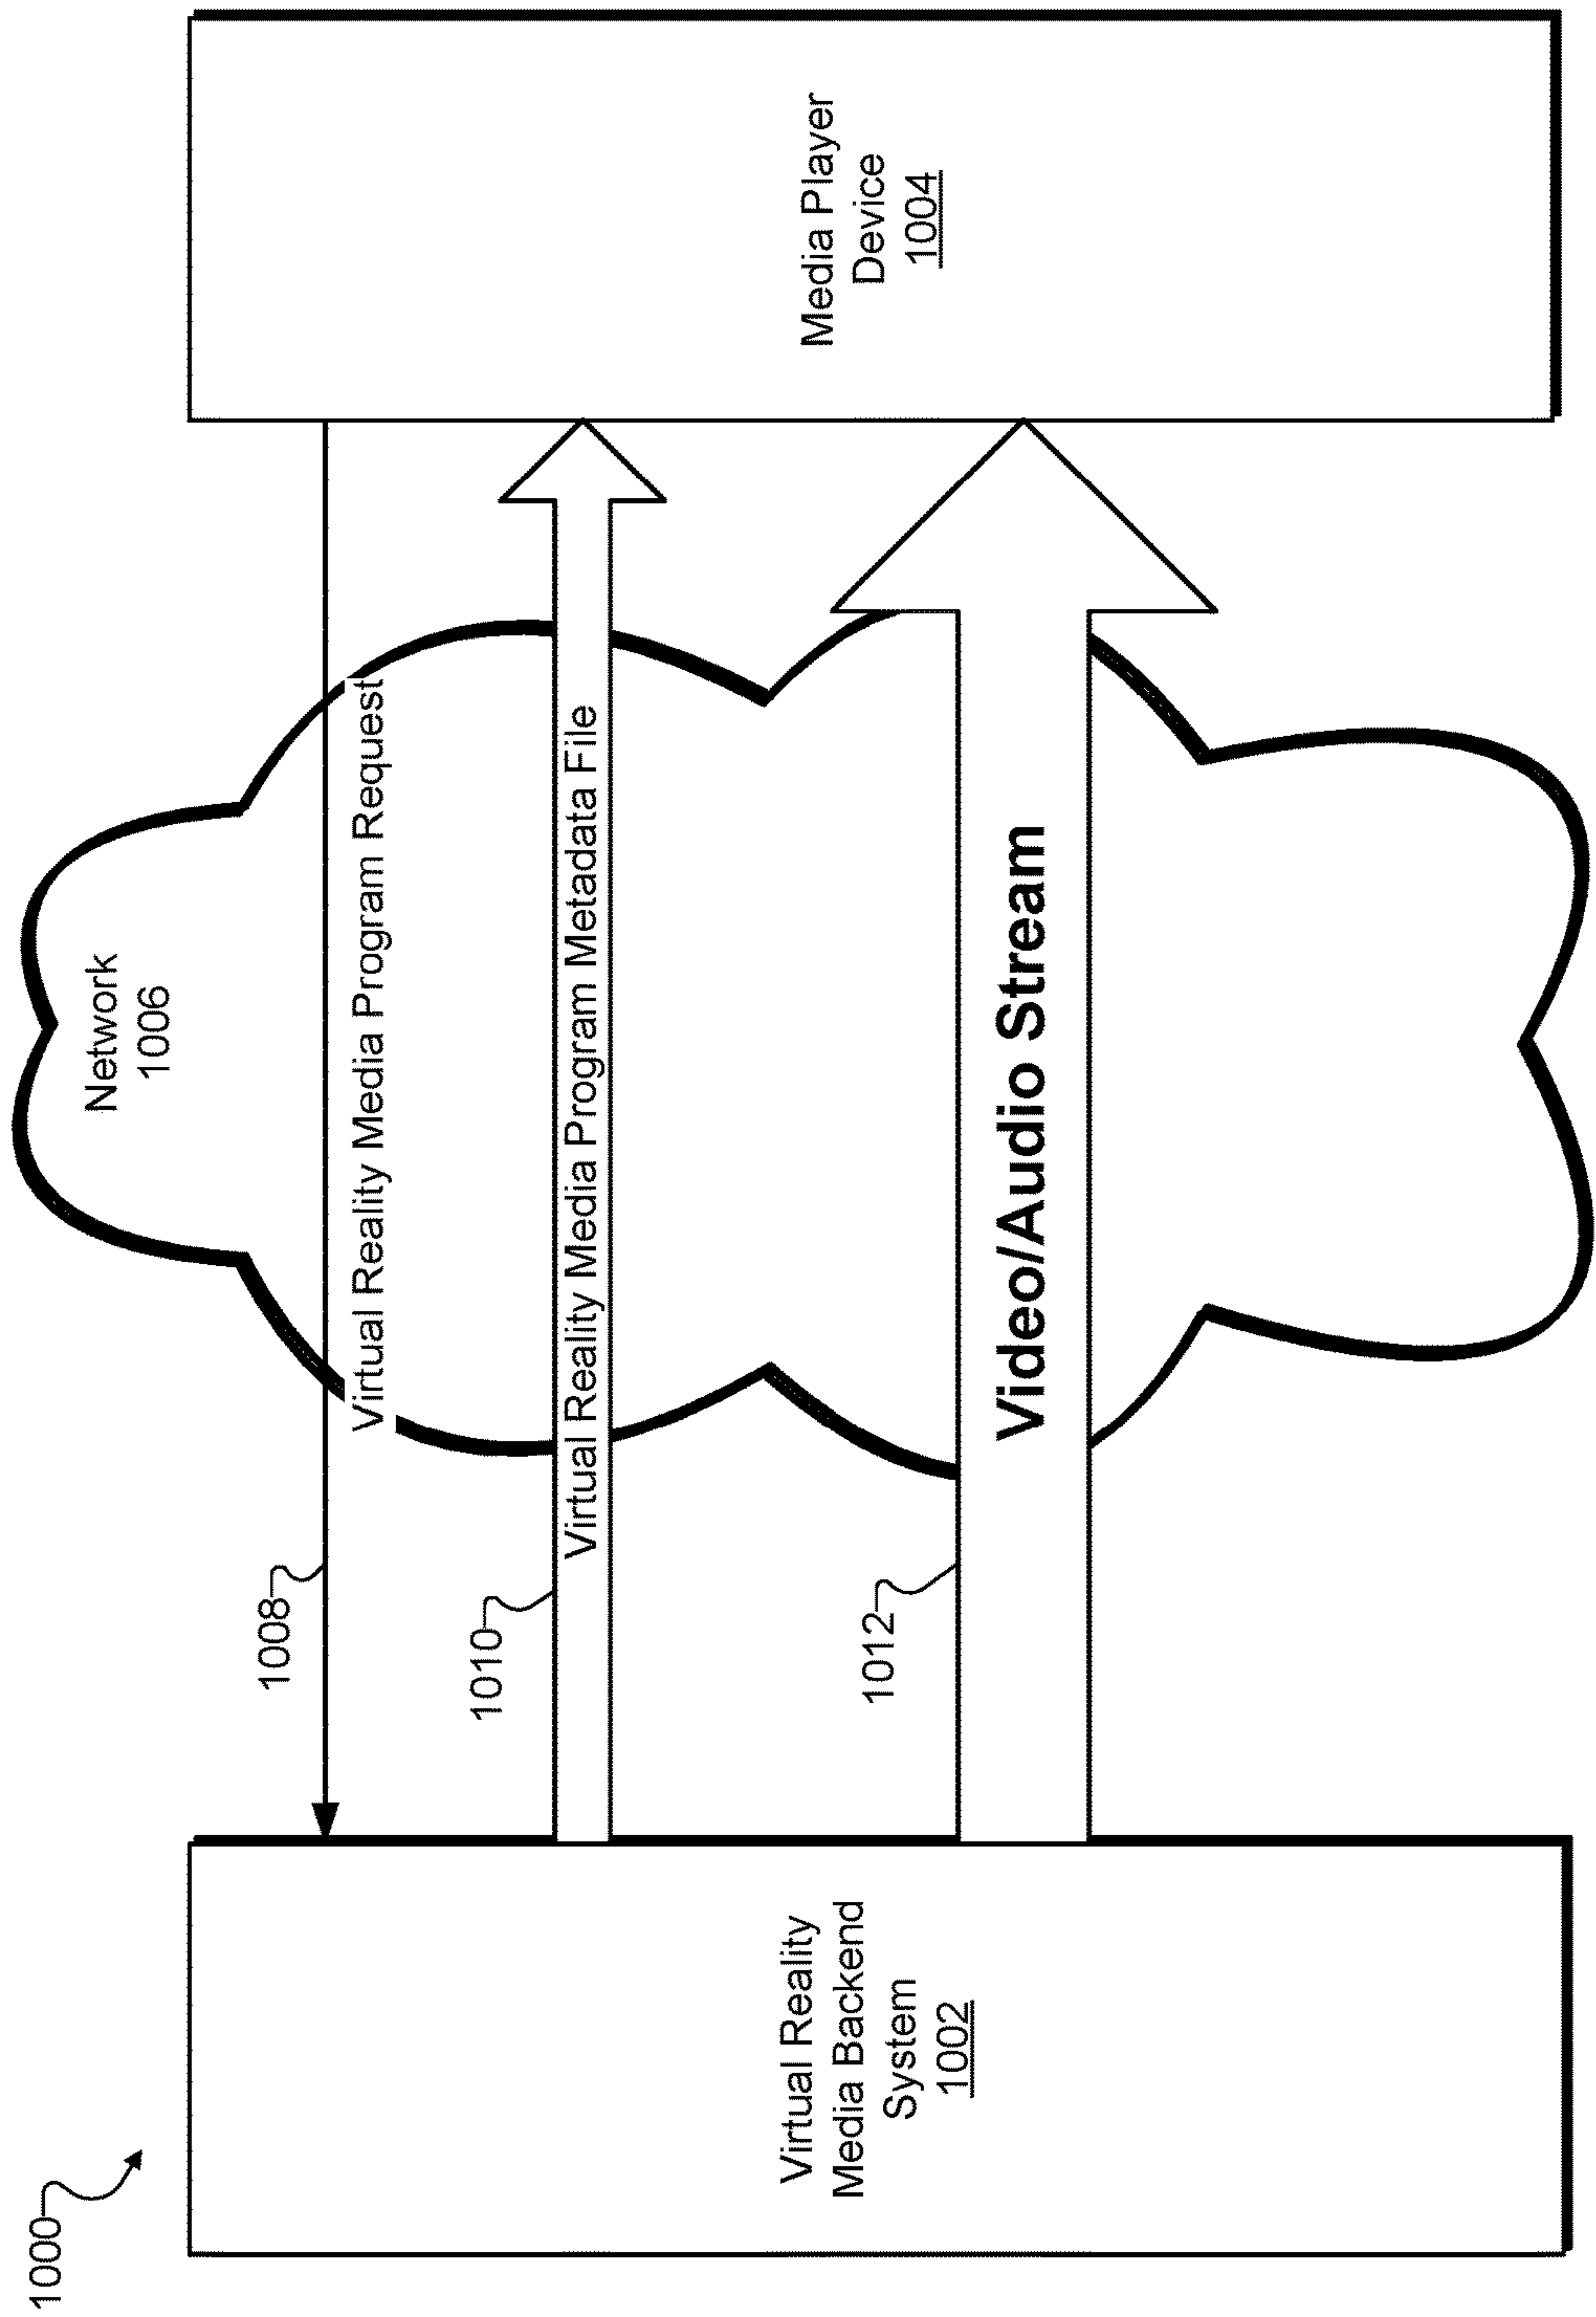 1000
Network
1006
Virtual Reality
Media Backend
System
1002
1008
Virtual Reality Media Program Request
1010
Virtual Reality Media Program Metadata File
1012
Video/Audio Stream
Media Player
Device
1004